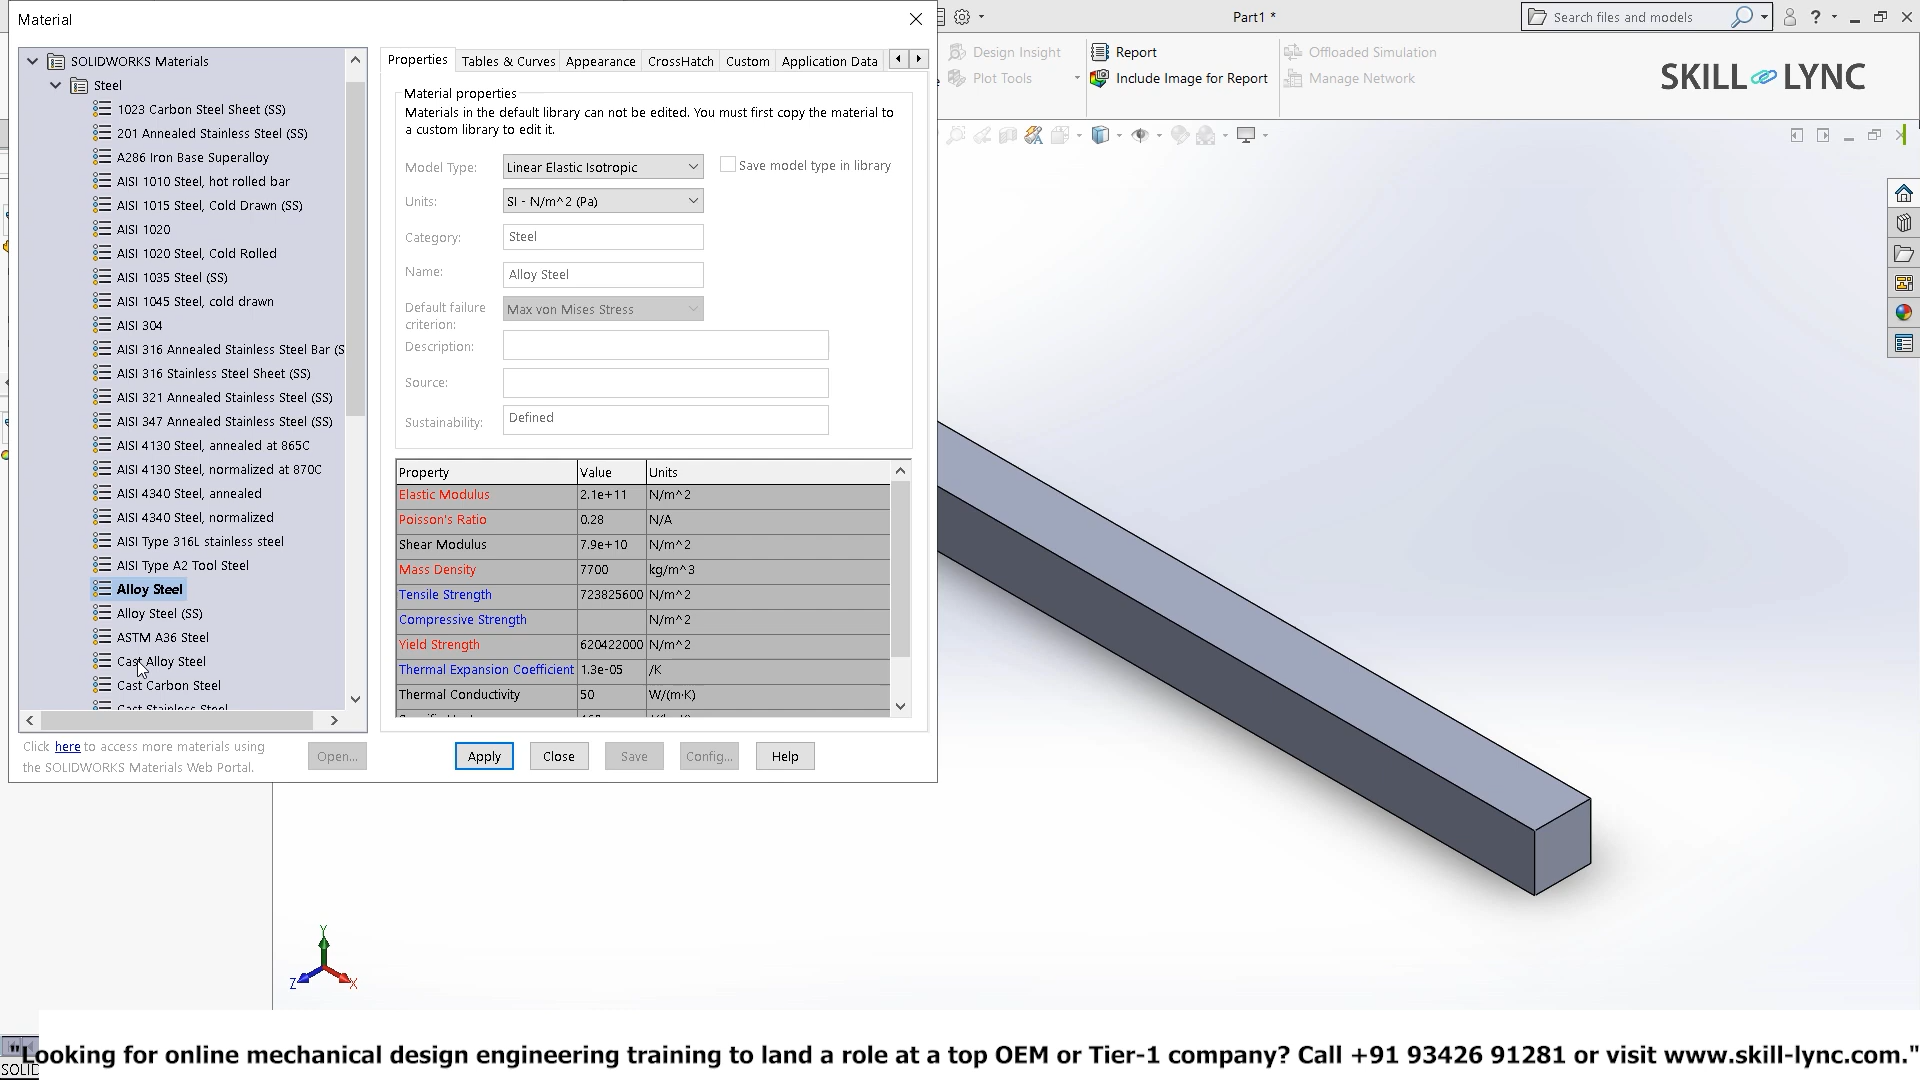 Material
Part1 *
Search files and models
?
Design Insight
Plot Tools
Report
Include Image for Report
Offloaded Simulation
Manage Network
SKILL LYNC
SOLIDWORKS Materials
Steel
1023 Carbon Steel Sheet (SS)
201 Annealed Stainless Steel (SS)
A286 Iron Base Superalloy
AISI 1010 Steel, hot rolled bar
AISI 1015 Steel, Cold Drawn (SS)
AISI 1020
AISI 1020 Steel, Cold Rolled
AISI 1035 Steel (SS)
AISI 1045 Steel, cold drawn
AISI 304
AISI 316 Annealed Stainless Steel Bar (S
AISI 316 Stainless Steel Sheet (SS)
AISI 321 Annealed Stainless Steel (SS)
AISI 347 Annealed Stainless Steel (SS)
AISI 4130 Steel, annealed at 865C
AISI 4130 Steel, normalized at 870C
AISI 4340 Steel, annealed
AISI 4340 Steel, normalized
AISI Type 316L stainless steel
AISI Type A2 Tool Steel
Alloy Steel
Alloy Steel (SS)
ASTM A36 Steel
Cast Alloy Steel
Cast Carbon Steel
Cast Stainless Steel
Click here to access more materials using
the SOLIDWORKS Materials Web Portal.
Open...
Properties Tables & Curves Appearance CrossHatch Custom Application Data
Material properties
Materials in the default library can not be edited. You must first copy the material to
a custom library to edit it.
Model Type: Linear Elastic Isotropic Save model type in library
Units: SI - N/m^2 (Pa)
Category: Steel
Name: Alloy Steel
Default failure
criterion: Max von Mises Stress
Description:
Source:
Sustainability: Defined
Property Value Units
Elastic Modulus 2.1e+11 N/m^2
Poisson's Ratio 0.28 N/A
Shear Modulus 7.9e+10 N/m^2
Mass Density 7700 kg/m^3
Tensile Strength 723825600 N/m^2
Compressive Strength N/m^2
Yield Strength 620422000 N/m^2
Thermal Expansion Coefficient 1.3e-05 /K
Thermal Conductivity 50 W/(m·K)
Apply Close Save Config... Help
Y
Z X
"Looking for online mechanical design engineering training to land a role at a top OEM or Tier-1 company? Call +91 93426 91281 or visit www.skill-lync.com."
SOLID